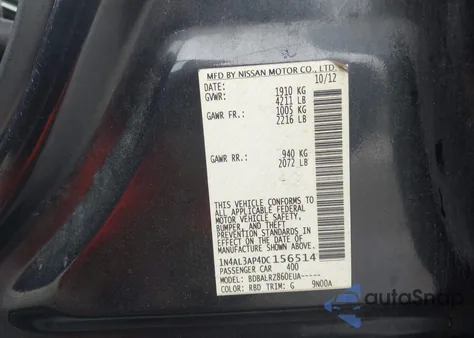 MFD BY NISSAN MOTOR CO., LTD.
DATE: 10/12
GVWR: 1910 KG
4211 LB
GAWR FR.: 1005 KG
2216 LB
GAWR RR.: 940 KG
2072 LB
THIS VEHICLE CONFORMS TO
ALL APPLICABLE FEDERAL
MOTOR VEHICLE SAFETY,
BUMPER, AND THEFT
PREVENTION STANDARDS IN
EFFECT ON THE DATE OF
MANUFACTURE SHOWN ABOVE.
1N4AL3AP4DC156514
PASSENGER CAR 400
MODEL: BDBALRZ860EUA-----
COLOR: RBD TRIM: G 9N00A
autoSnap